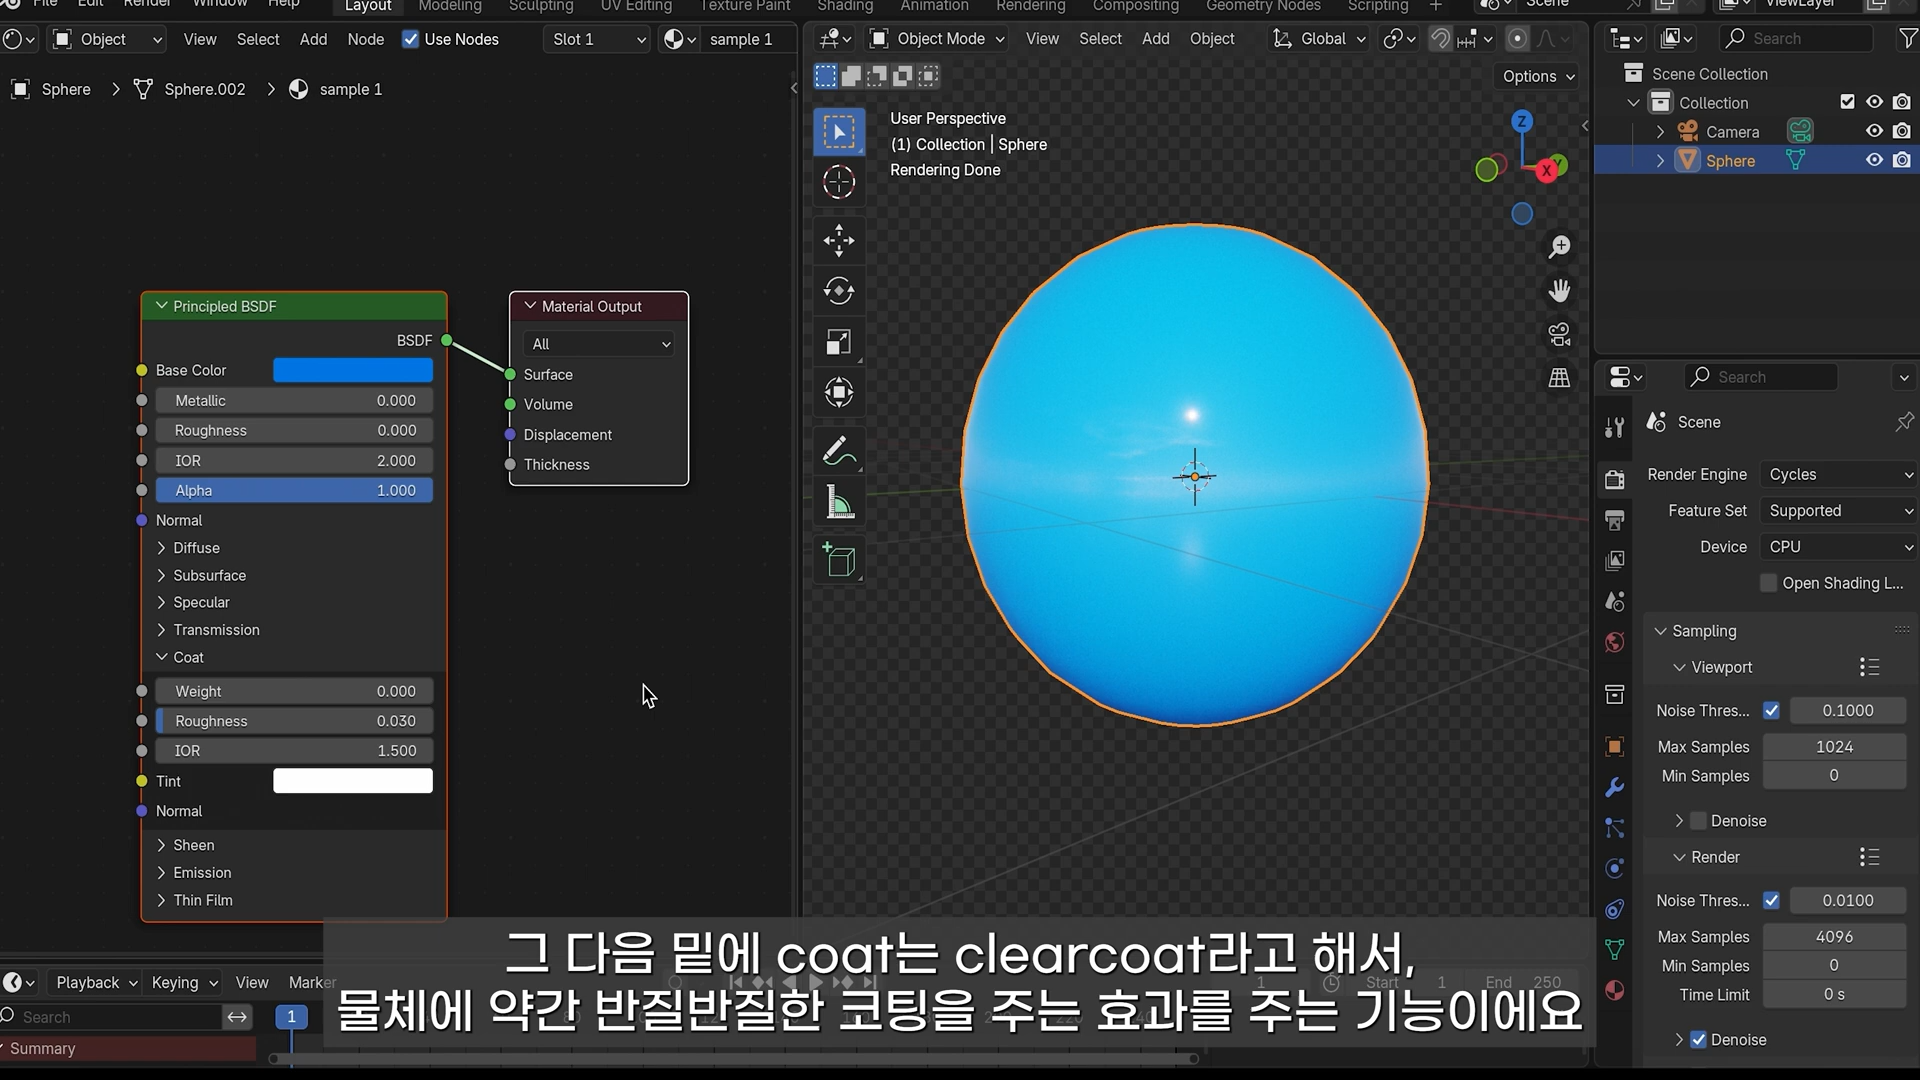 File Edit Render Window Help Layout Modeling Sculpting UV Editing Texture Paint Shading Animation Rendering Compositing Geometry Nodes Scripting + Scene ViewLayer
Object View Select Add Node Use Nodes Slot 1 sample 1
Object Mode View Select Add Object Global
Search
Sphere > Sphere.002 > sample 1
Options
User Perspective
(1) Collection | Sphere
Rendering Done
Z
X
Y
Scene Collection
Collection
Camera
Sphere
Principled BSDF
BSDF
Base Color
Metallic 0.000
Roughness 0.000
IOR 2.000
Alpha 1.000
Normal
Diffuse
Subsurface
Specular
Transmission
Coat
Weight 0.000
Roughness 0.030
IOR 1.500
Tint
Normal
Sheen
Emission
Thin Film
Material Output
All
Surface
Volume
Displacement
Thickness
Search
Scene
Render Engine Cycles
Feature Set Supported
Device CPU
Open Shading L...
Sampling
Viewport
Noise Thres... 0.1000
Max Samples 1024
Min Samples 0
Denoise
Render
Noise Thres... 0.0100
Max Samples 4096
Min Samples 0
Time Limit 0 s
Denoise
그 다음 밑에 coat는 clearcoat라고 해서,
물체에 약간 반질반질한 코팅을 주는 효과를 주는 기능이에요
Playback Keying View Marker 1 Start 1 End 250
Search 1
Summary